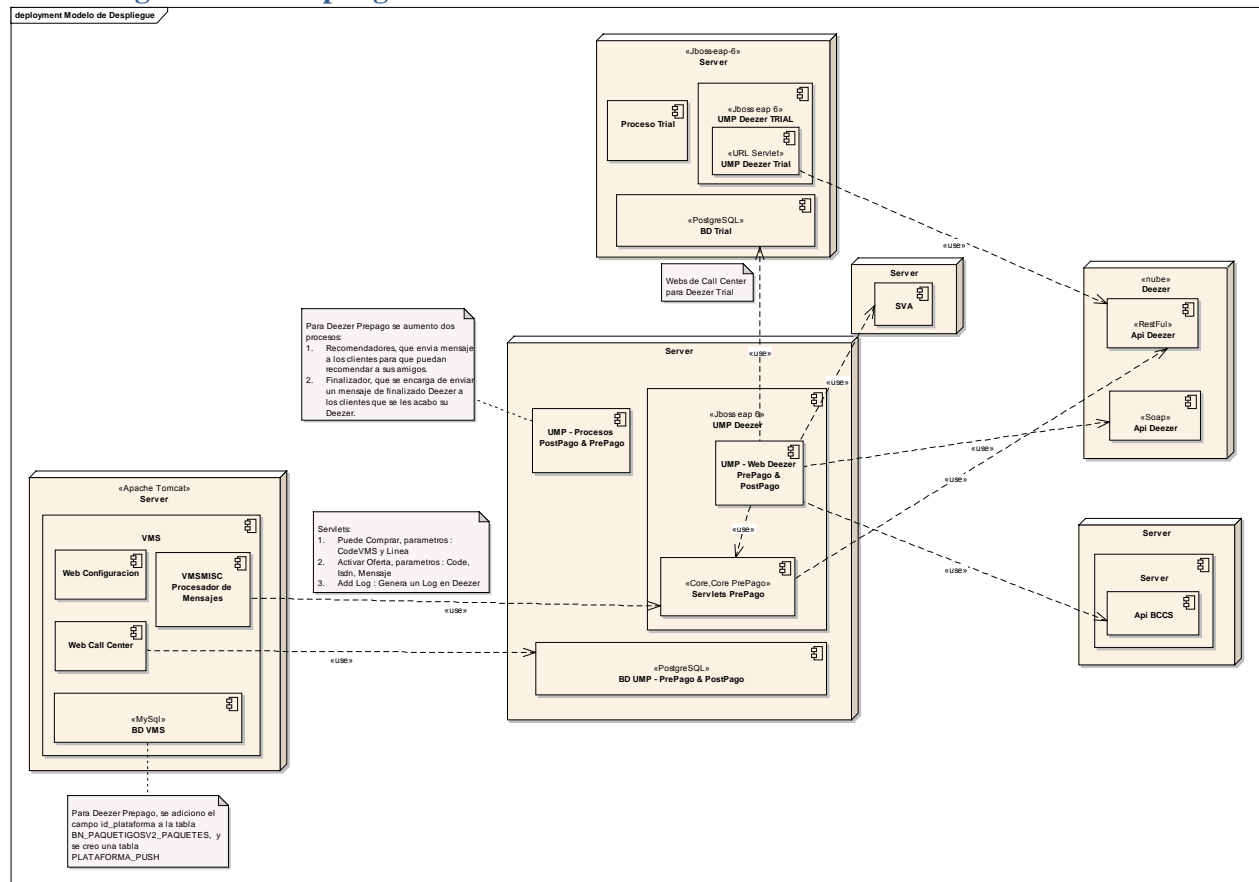 deployment Modelo de Despliegue
«Jboss-eap-6»
Server
Proceso Trial
«Jboss eap 6»
UMP Deezer TRIAL
«URL Servlet»
UMP Deezer Trial
«PostgreSQL»
BD Trial
«use»
Webs de Call Center
para Deezer Trial
Server
SVA
«nube»
Deezer
«RestFul»
Api Deezer
«Soap»
Api Deezer
Para Deezer Prepago se aumento dos
procesos:
1. Recomendadores, que envia mensaje
a los clientes para que puedan
recomendar a sus amigos.
2. Finalizador, que se encarga de enviar
un mensaje de finalizado Deezer a
los clientes que se les acabo su
Deezer.
Server
«use»
«use»
UMP - Procesos
PostPago & PrePago
«Jboss eap 6»
UMP Deezer
UMP - Web Deezer
PrePago &
PostPago
«use»
«use»
«use»
«Core,Core PrePago»
Servlets PrePago
«use»
«PostgreSQL»
BD UMP - PrePago & PostPago
Server
Server
Api BCCS
«Apache Tomcat»
Server
VMS
Web Configuracion
VMSMISC
Procesador de
Mensajes
Web Call Center
«MySql»
BD VMS
Servlets:
1. Puede Comprar, parametros :
CodeVMS y Linea
2. Activar Oferta, parametros : Code,
Isdn, Mensaje
3. Add Log : Genera un Log en Deezer
«use»
«use»
Para Deezer Prepago, se adiciono el
campo id_plataforma a la tabla
BN_PAQUETIGOSV2_PAQUETES, y
se creo una tabla
PLATAFORMA_PUSH